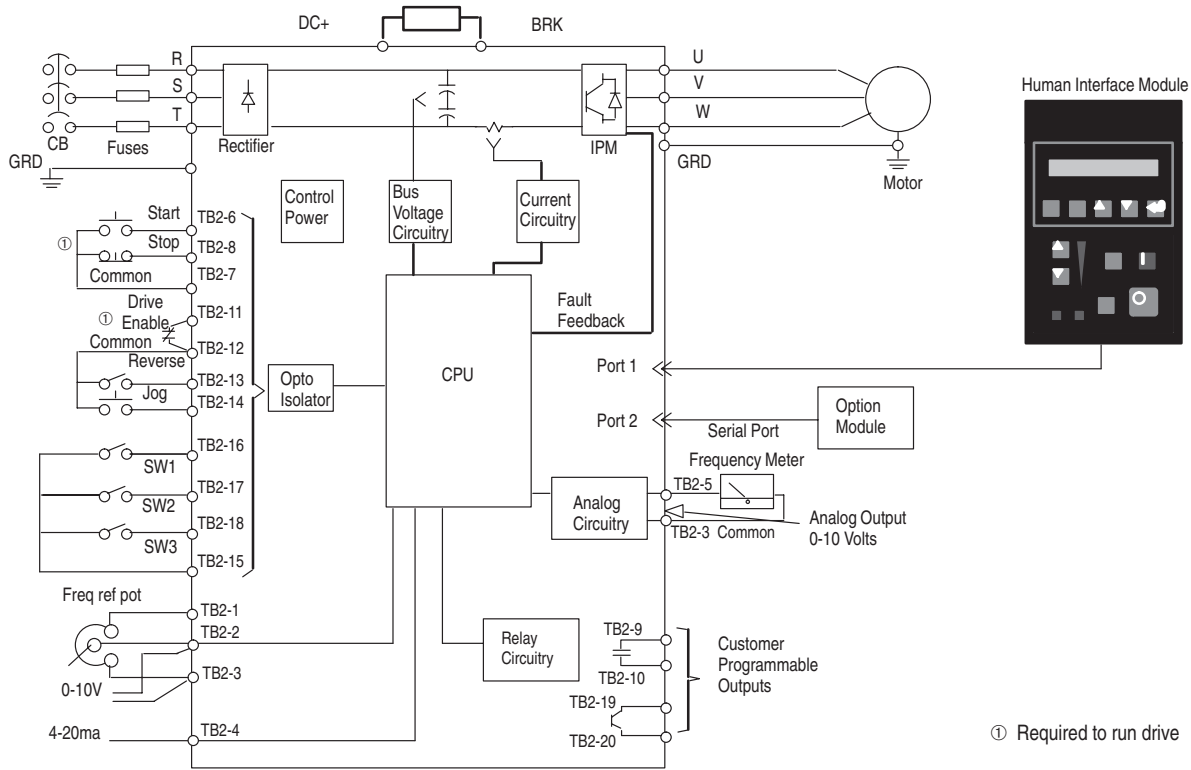 DC+
BRK
R
S
T
CB
Fuses
Rectifier
GRD
U
V
W
IPM
GRD
Motor
Human Interface Module
Control
Power
Bus
Voltage
Circuitry
Current
Circuitry
Start
TB2-6
①
Stop
TB2-8
Common
TB2-7
Drive
①
Enable
TB2-11
Common
TB2-12
Reverse
TB2-13
Jog
TB2-14
Opto
Isolator
CPU
Fault
Feedback
Port 1
Port 2
Serial Port
Option
Module
TB2-16
SW1
TB2-17
SW2
TB2-18
SW3
TB2-15
Frequency Meter
TB2-5
Analog
Circuitry
TB2-3 Common
Analog Output
0-10 Volts
Freq ref pot
TB2-1
TB2-2
TB2-3
0-10V
4-20ma
TB2-4
Relay
Circuitry
TB2-9
TB2-10
TB2-19
TB2-20
Customer
Programmable
Outputs
① Required to run drive